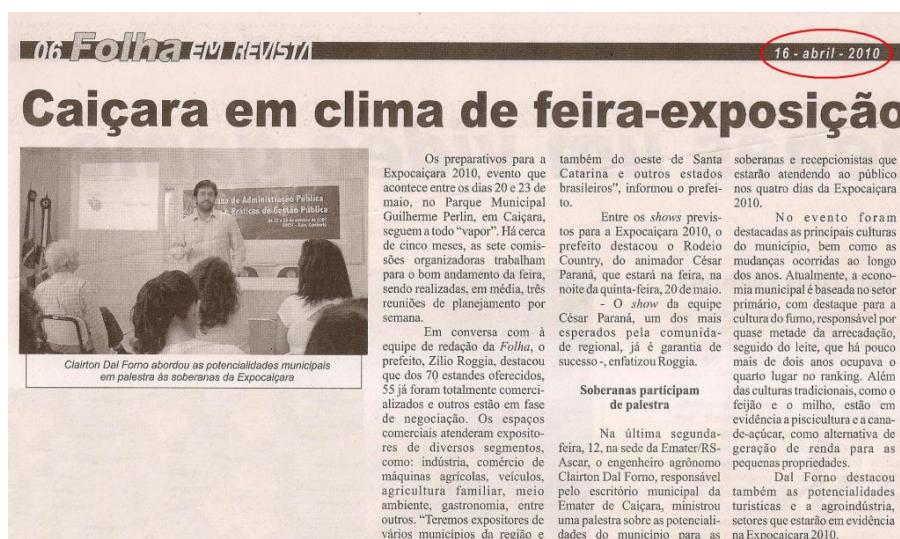 06 Folha EM REVISTA
16 - abril - 2010
Caiçara em clima de feira-exposição
Clairton Dal Forno abordou as potencialidades municipais
em palestra às soberanas da Expocaiçara
Os preparativos para a
Expocaiçara 2010, evento que
acontece entre os dias 20 e 23 de
maio, no Parque Municipal
Guilherme Perlin, em Caiçara,
seguem a todo “vapor”. Há cerca
de cinco meses, as sete comis-
sões organizadoras trabalham
para o bom andamento da feira,
sendo realizadas, em média, três
reuniões de planejamento por
semana.
Em conversa com à
equipe de redação da Folha, o
prefeito, Zílio Roggia, destacou
que dos 70 estandes oferecidos,
55 já foram totalmente comerci-
alizados e outros estão em fase
de negociação. Os espaços
comerciais atenderam exposito-
res de diversos segmentos,
como: indústria, comércio de
máquinas agrícolas, veículos,
agricultura familiar, meio
ambiente, gastronomia, entre
outros. “Teremos expositores de
vários municípios da região e
também do oeste de Santa
Catarina e outros estados
brasileiros”, informou o prefei-
to.
Entre os shows previs-
tos para a Expocaiçara 2010, o
prefeito destacou o Rodeio
Country, do animador César
Paraná, que estará na feira, na
noite da quinta-feira, 20 de maio.
- O show da equipe
César Paraná, um dos mais
esperados pela comunida-
de regional, já é garantia de
sucesso -, enfatizou Roggia.
Soberanas participam
de palestra
Na última segunda-
feira, 12, na sede da Emater/RS-
Ascar, o engenheiro agrônomo
Clairton Dal Forno, responsável
pelo escritório municipal da
Emater de Caiçara, ministrou
uma palestra sobre as potenciali-
dades do município para as
soberanas e recepcionistas que
estarão atendendo ao público
nos quatro dias da Expocaiçara
2010.
No evento foram
destacadas as principais culturas
do município, bem como as
mudanças ocorridas ao longo
dos anos. Atualmente, a econo-
mia municipal é baseada no setor
primário, com destaque para a
cultura do fumo, responsável por
quase metade da arrecadação,
seguido do leite, que há pouco
mais de dois anos ocupava o
quarto lugar no ranking. Além
das culturas tradicionais, como o
feijão e o milho, estão em
evidência a piscicultura e a cana-
de-açúcar, como alternativa de
geração de renda para as
pequenas propriedades.
Dal Forno destacou
também as potencialidades
turísticas e a agroindústria,
setores que estarão em evidência
na Expocaiçara 2010.
de Administração Pública
Práticas de Gestão Pública